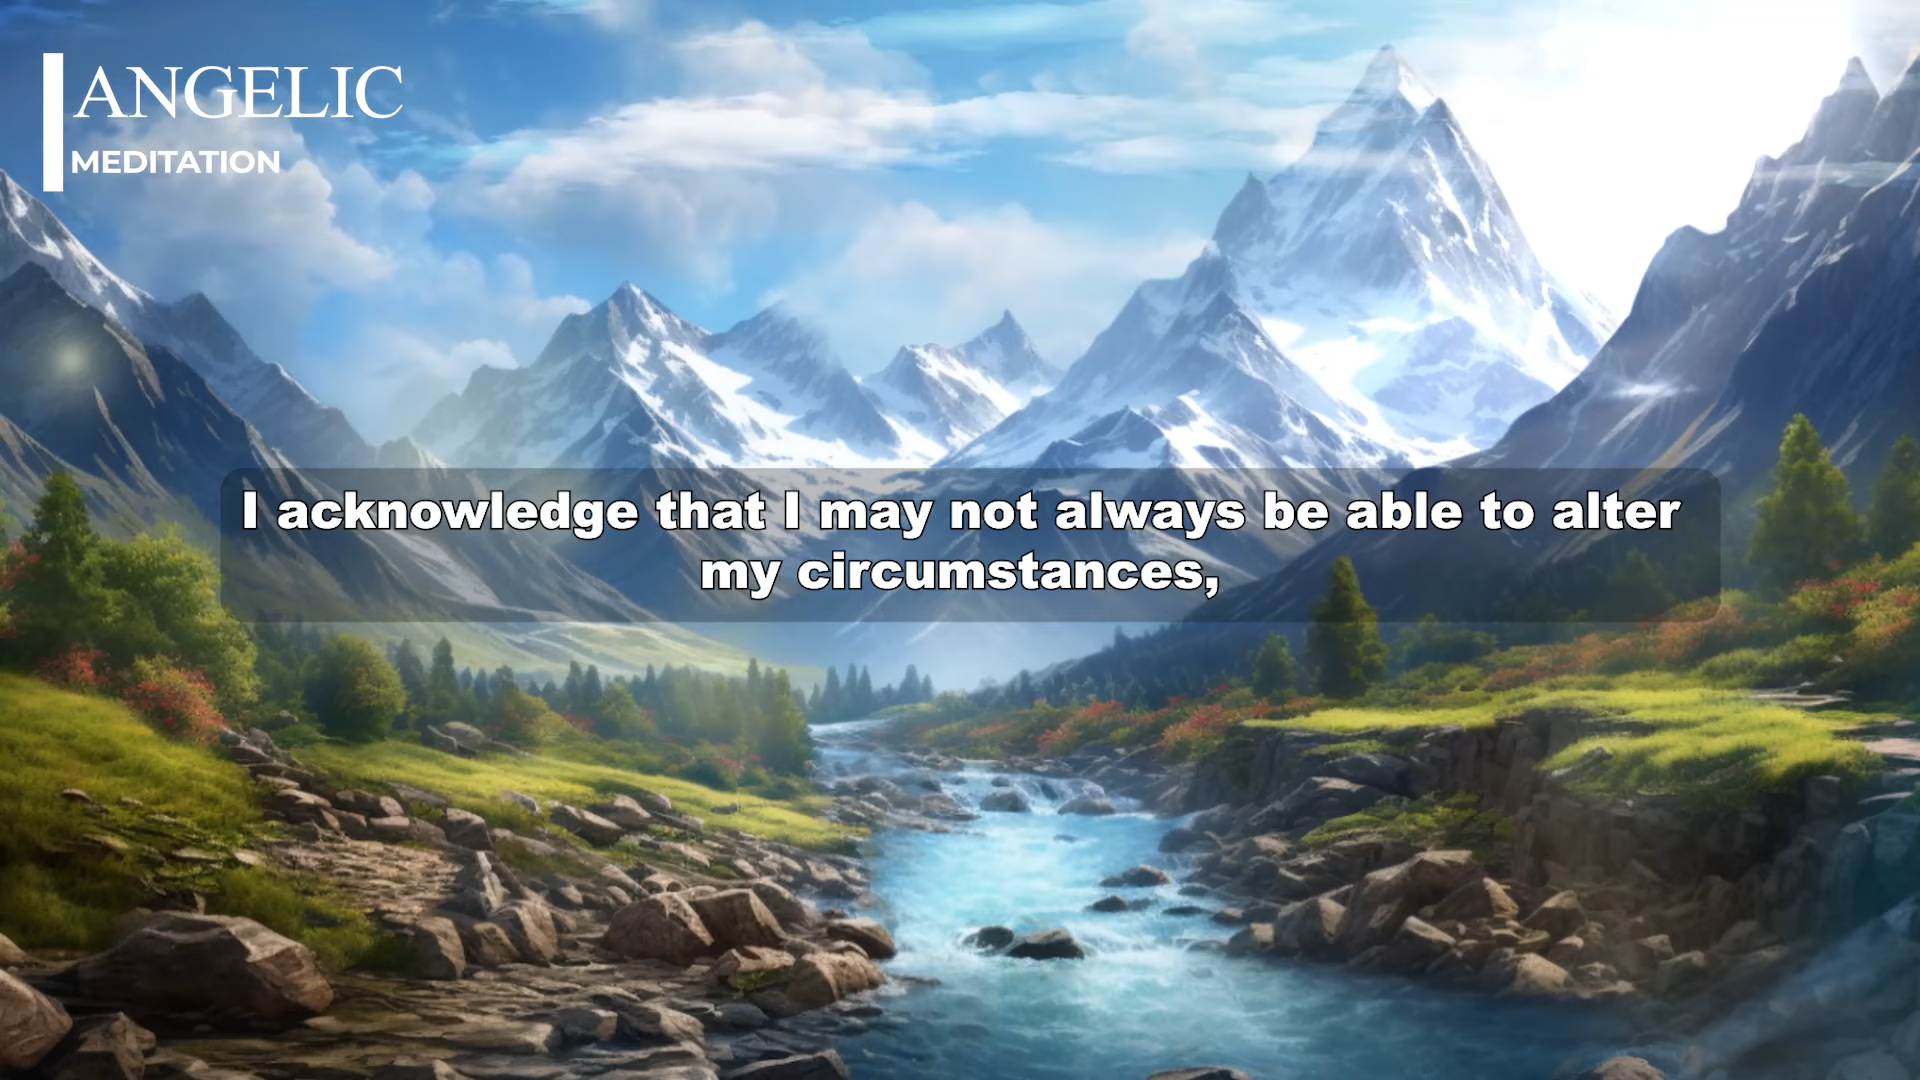 ANGELIC
MEDITATION
I acknowledge that I may not always be able to alter
my circumstances,